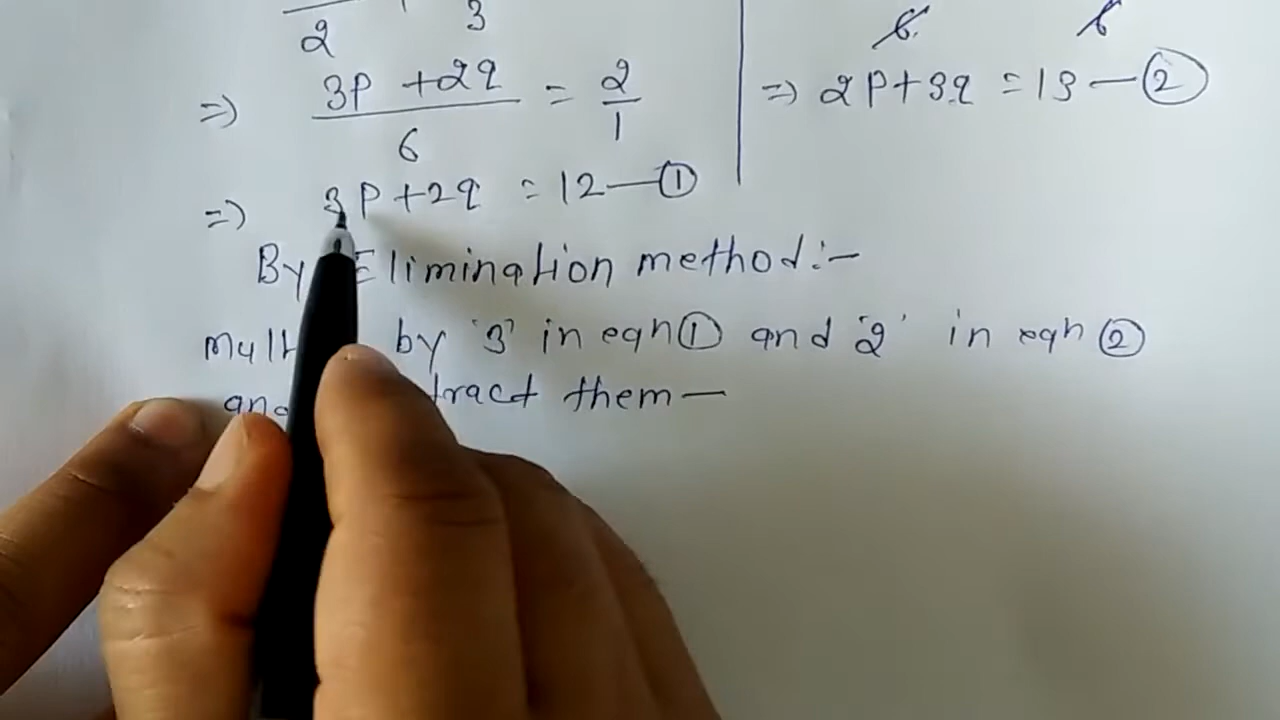 2 3
=> 3P + 2q / 6 = 2 / 1
=> 3P + 2q = 12 — ①
6 6
=> 2P + 3q = 13 — ②
By Elimination method :-
by '3' in eqn ① and '2' in eqn ②
them —